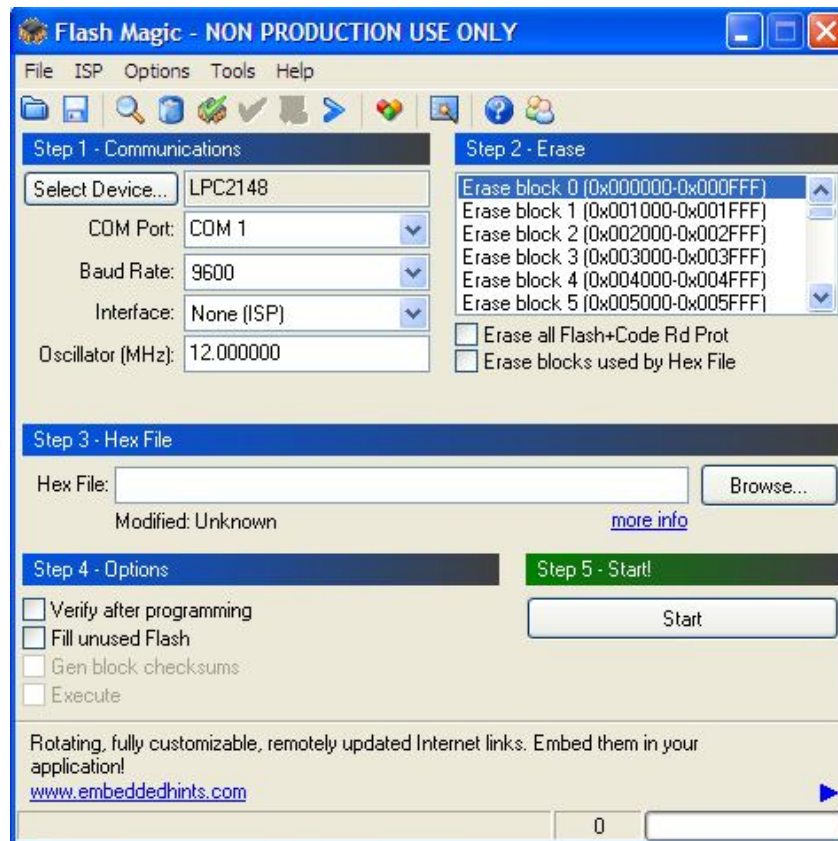 Flash Magic - NON PRODUCTION USE ONLY
File ISP Options Tools Help
Step 1 - Communications
Select Device... LPC2148
COM Port: COM 1
Baud Rate: 9600
Interface: None (ISP)
Oscillator (MHz): 12.000000
Step 2 - Erase
Erase block 0 (0x000000-0x000FFF)
Erase block 1 (0x001000-0x001FFF)
Erase block 2 (0x002000-0x002FFF)
Erase block 3 (0x003000-0x003FFF)
Erase block 4 (0x004000-0x004FFF)
Erase block 5 (0x005000-0x005FFF)
Erase all Flash+Code Rd Prot
Erase blocks used by Hex File
Step 3 - Hex File
Hex File: Browse...
Modified: Unknown more info
Step 4 - Options
Verify after programming
Fill unused Flash
Gen block checksums
Execute
Step 5 - Start!
Start
Rotating, fully customizable, remotely updated Internet links. Embed them in your
application!
www.embeddedhints.com
0